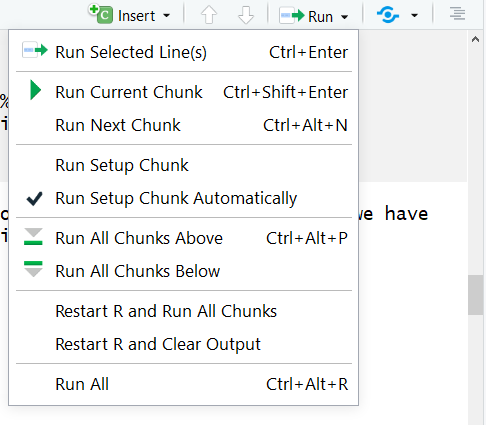 Insert Run
Run Selected Line(s) Ctrl+Enter
Run Current Chunk Ctrl+Shift+Enter
%
Run Next Chunk Ctrl+Alt+N
i
Run Setup Chunk
Run Setup Chunk Automatically
we have
Run All Chunks Above Ctrl+Alt+P
i
Run All Chunks Below
Restart R and Run All Chunks
Restart R and Clear Output
Run All Ctrl+Alt+R